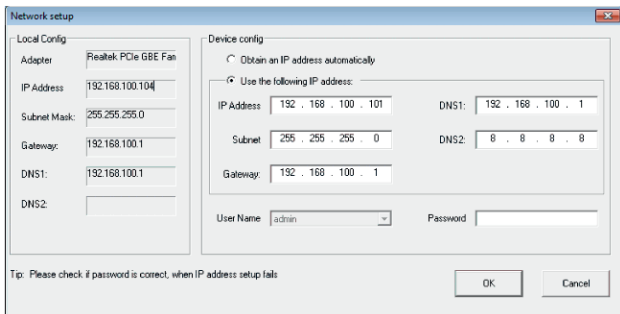 Network setup
Local Config
Adapter Realtek PCIe GBE Fan
IP Address 192.168.100.104
Subnet Mask: 255.255.255.0
Gateway: 192.168.100.1
DNS1: 192.168.100.1
DNS2:
Device config
Obtain an IP address automatically
Use the following IP address:
IP Address 192 . 168 . 100 . 101 DNS1: 192 . 168 . 100 . 1
Subnet 255 . 255 . 255 . 0 DNS2: 8 . 8 . 8 . 8
Gateway: 192 . 168 . 100 . 1
User Name admin Password
Tip: Please check if password is correct, when IP address setup fails
OK Cancel